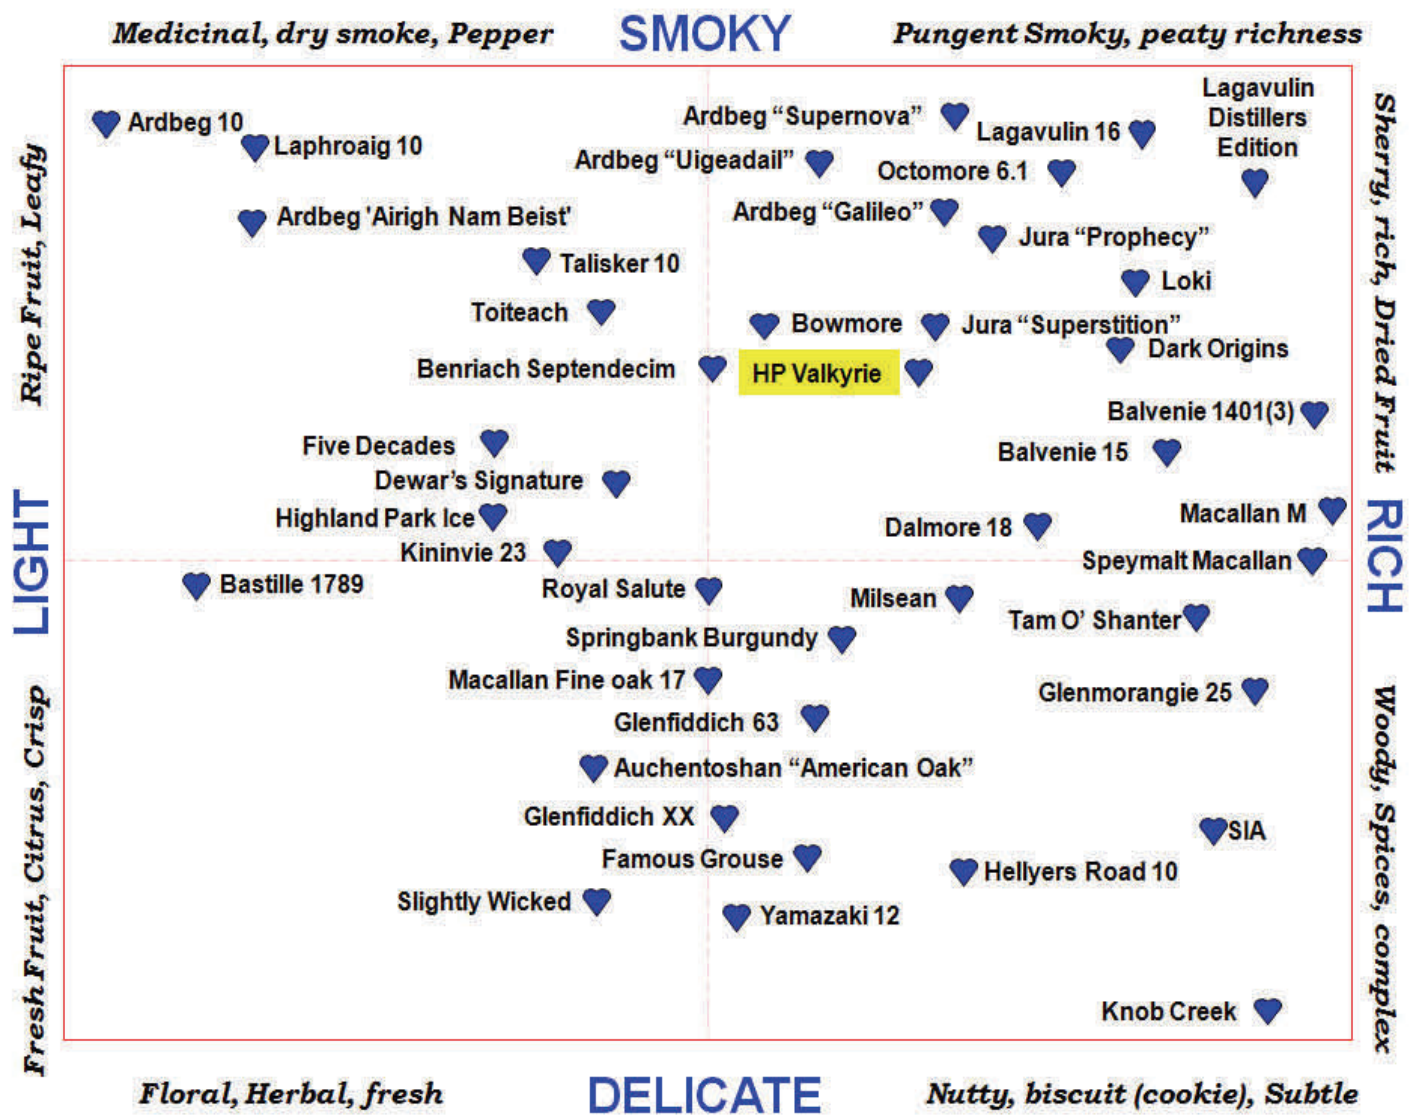 Medicinal, dry smoke, Pepper
SMOKY
Pungent Smoky, peaty richness
Ripe Fruit, Leafy
LIGHT
Fresh Fruit, Citrus, Crisp
Ardbeg 10
Laphroaig 10
Ardbeg 'Airigh Nam Beist'
Talisker 10
Toiteach
Benriach Septendecim
Five Decades
Dewar's Signature
Highland Park Ice
Kininvie 23
Ardbeg “Supernova”
Lagavulin 16
Lagavulin
Distillers
Edition
Ardbeg “Uigeadail”
Octomore 6.1
Ardbeg “Galileo”
Jura “Prophecy”
Loki
Bowmore
Jura “Superstition”
Dark Origins
HP Valkyrie
Balvenie 1401(3)
Balvenie 15
Macallan M
Dalmore 18
Speymalt Macallan
Bastille 1789
Royal Salute
Milsean
Tam O’ Shanter
Springbank Burgundy
Macallan Fine oak 17
Glenmorangie 25
Glenfiddich 63
Auchentoshan “American Oak”
Glenfiddich XX
SIA
Famous Grouse
Hellyers Road 10
Slightly Wicked
Yamazaki 12
Knob Creek
Sherry, rich, Dried Fruit
RICH
Woody, Spices, complex
Floral, Herbal, fresh
DELICATE
Nutty, biscuit (cookie), Subtle